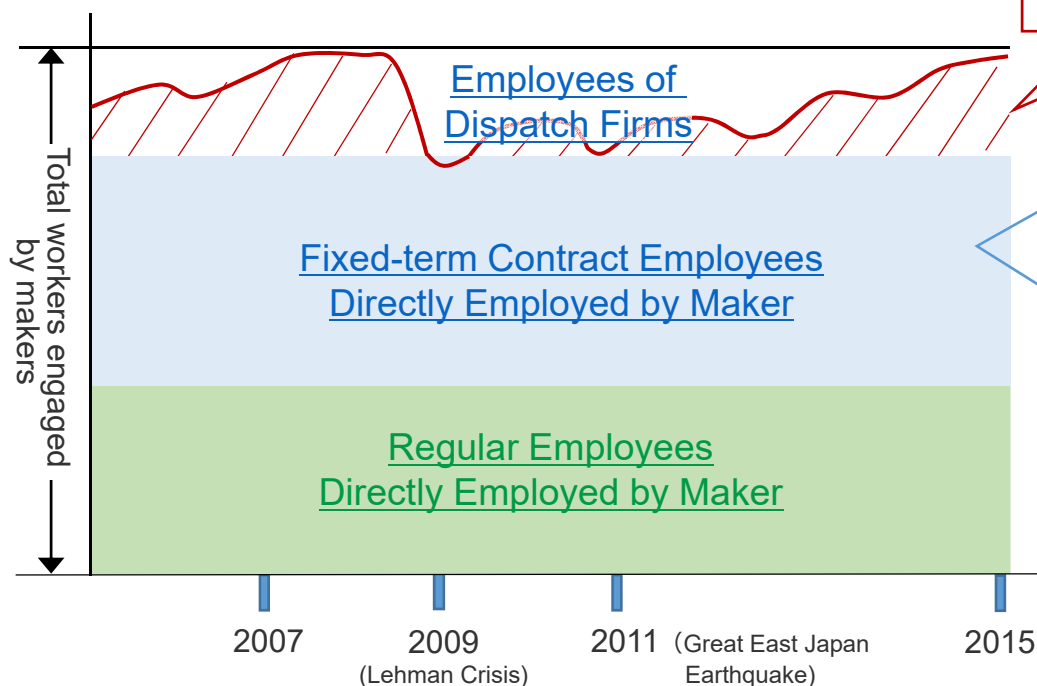 Employees of
Dispatch Firms
Total workers engaged
by makers
Fixed-term Contract Employees
Directly Employed by Maker
Regular Employees
Directly Employed by Maker
2007
2009
(Lehman Crisis)
2011
（Great East Japan
Earthquake)
2015